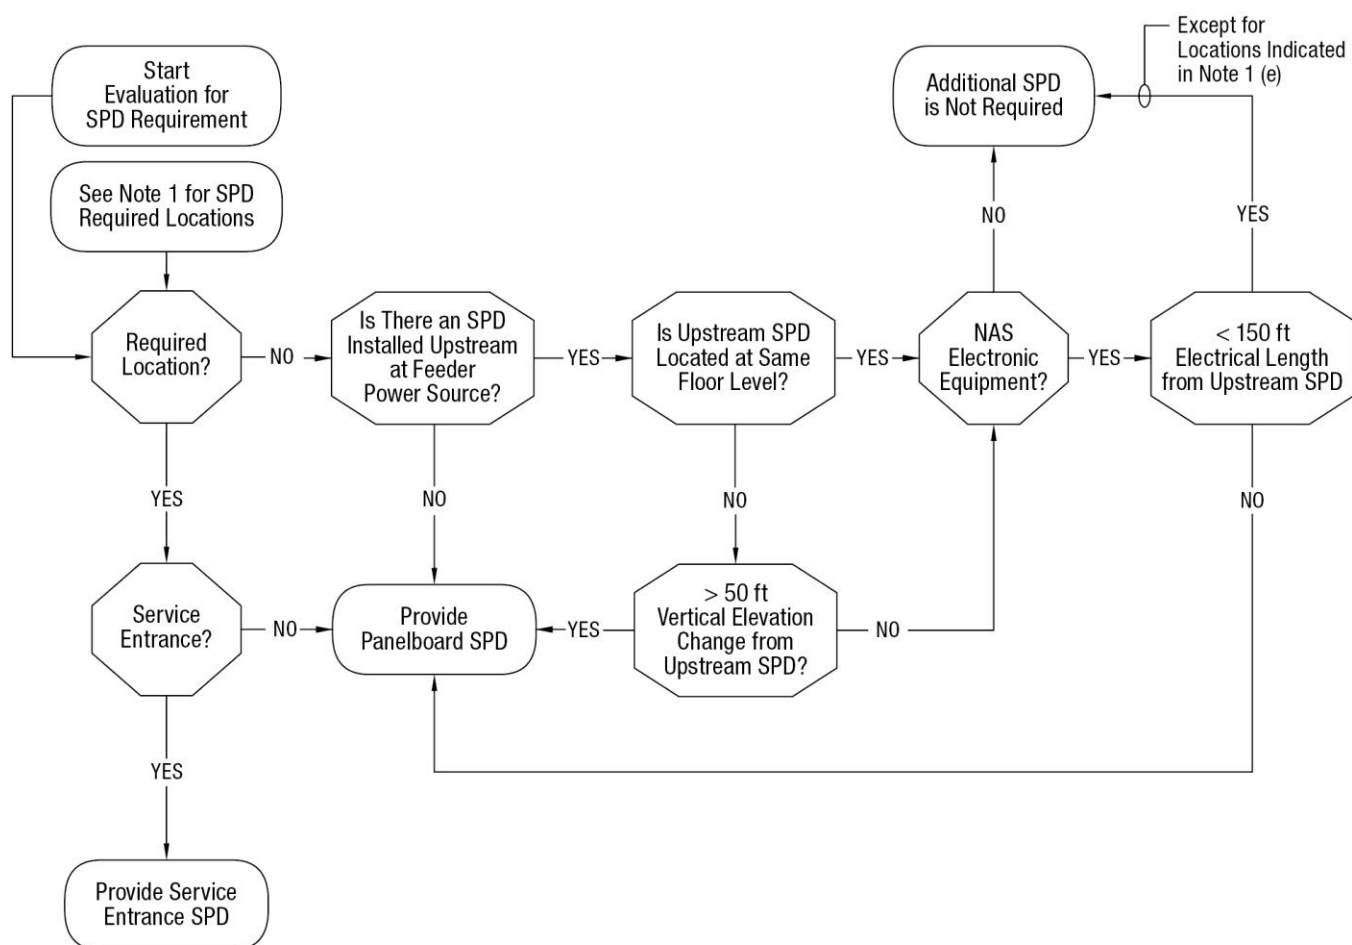 Start
Evaluation for
SPD Requirement
See Note 1 for SPD
Required Locations
Required
Location?
NO
Is There an SPD
Installed Upstream
at Feeder
Power Source?
YES
Is Upstream SPD
Located at Same
Floor Level?
YES
NAS
Electronic
Equipment?
YES
< 150 ft
Electrical Length
from Upstream SPD
NO
Additional SPD
is Not Required
YES
Except for
Locations Indicated
in Note 1 (e)
YES
NO
NO
NO
Service
Entrance?
NO
Provide
Panelboard SPD
YES
> 50 ft
Vertical Elevation
Change from
Upstream SPD?
NO
YES
Provide Service
Entrance SPD